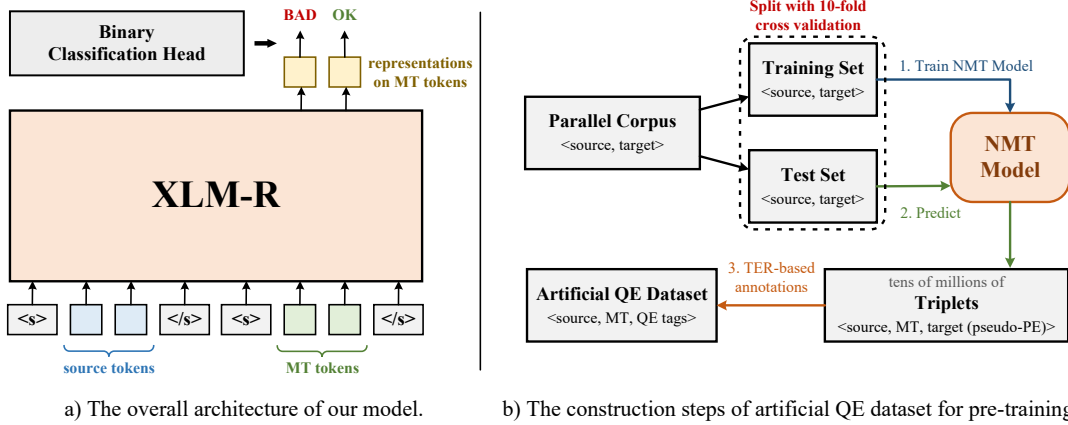 Binary
Classification Head
BAD
OK
representations
on MT tokens
XLM-R
<s>
</s>
<s>
</s>
source tokens
MT tokens
a) The overall architecture of our model.
Split with 10-fold
cross validation
Parallel Corpus
<source, target>
Training Set
<source, target>
Test Set
<source, target>
1. Train NMT Model
2. Predict
NMT
Model
tens of millions of
Triplets
<source, MT, target (pseudo-PE)>
3. TER-based
annotations
Artificial QE Dataset
<source, MT, QE tags>
b) The construction steps of artificial QE dataset for pre-training